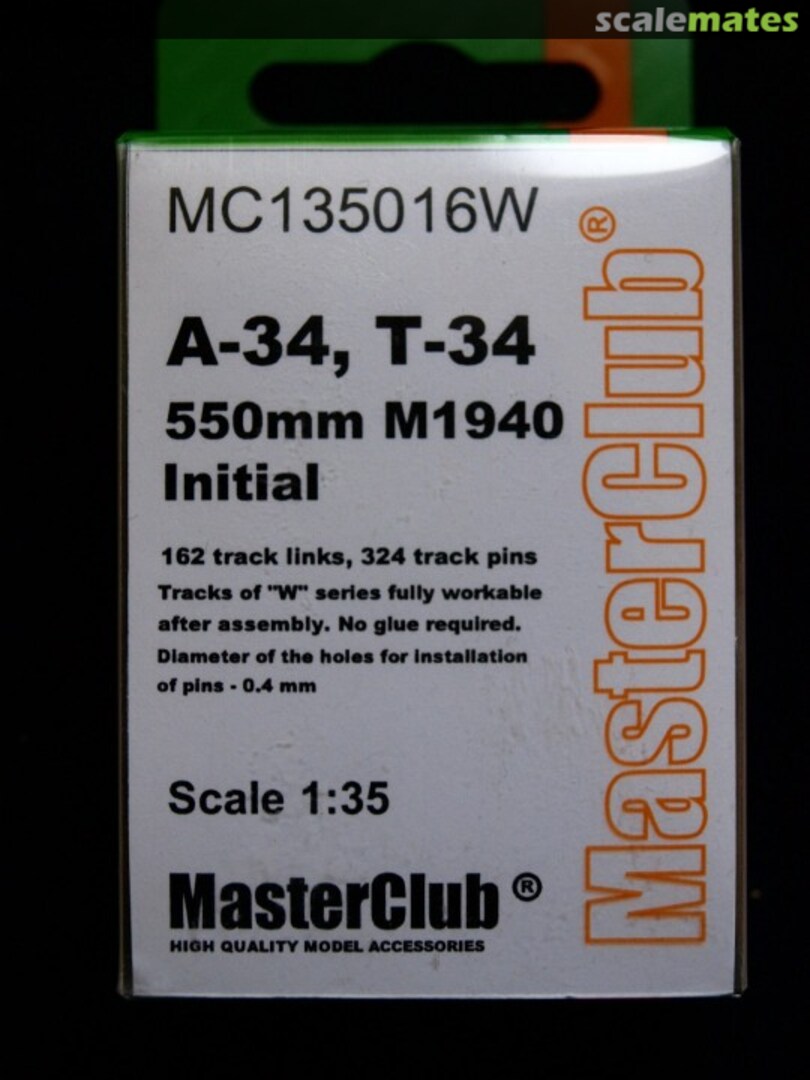 scalemates
MC135016W
A-34, T-34
550mm M1940
Initial
162 track links, 324 track pins
Tracks of "W" series fully workable
after assembly. No glue required.
Diameter of the holes for installation
of pins - 0.4 mm
Scale 1:35
MasterClub®
HIGH QUALITY MODEL ACCESSORIES
MasterClub®